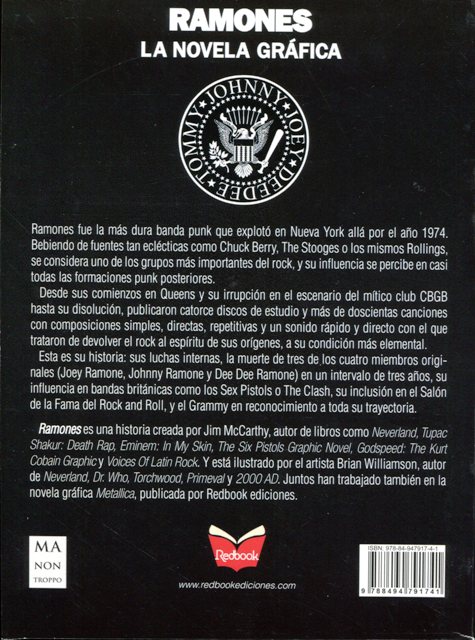 RAMONES
LA NOVELA GRÁFICA
JOHNNY · JOEY · DEEDEE · TOMMY
Ramones fue la más dura banda punk que explotó en Nueva York allá por el año 1974.
Bebiendo de fuentes tan eclécticas como Chuck Berry, The Stooges o los mismos Rollings,
se considera uno de los grupos más importantes del rock, y su influencia se percibe en casi
todas las formaciones punk posteriores.
Desde sus comienzos en Queens y su irrupción en el escenario del mítico club CBGB
hasta su disolución, publicaron catorce discos de estudio y más de doscientas canciones
con composiciones simples, directas, repetitivas y un sonido rápido y directo con el que
trataron de devolver el rock al espíritu de sus orígenes, a su condición más elemental.
Esta es su historia: sus luchas internas, la muerte de tres de los cuatro miembros origi-
nales (Joey Ramone, Johnny Ramone y Dee Dee Ramone) en un intervalo de tres años, su
influencia en bandas británicas como los Sex Pistols o The Clash, su inclusión en el Salón
de la Fama del Rock and Roll, y el Grammy en reconocimiento a toda su trayectoria.
Ramones es una historia creada por Jim McCarthy, autor de libros como Neverland, Tupac
Shakur: Death Rap, Eminem: In My Skin, The Six Pistols Graphic Novel, Godspeed: The Kurt
Cobain Graphic y Voices Of Latin Rock. Y está ilustrado por el artista Brian Williamson, autor
de Neverland, Dr. Who, Torchwood, Primeval y 2000 AD. Juntos han trabajado también en la
novela gráfica Metallica, publicada por Redbook ediciones.
MA
NON
TROPPO
Redbook
www.redbookediciones.com
ISBN: 978-84-947917-4-1
9 788494 791741